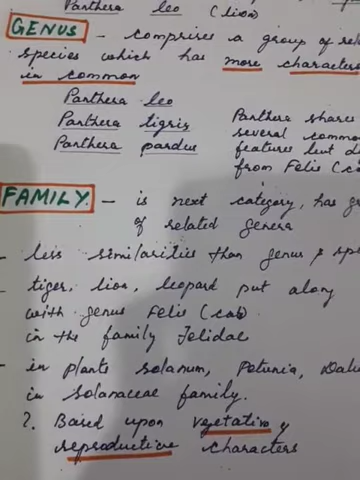 Panthera leo (lion)
GENUS - comprises a group of rel
species which has more character
in common
Panthera leo
Panthera tigris
Panthera pardus
Panthera shares
several common
features but d
from Felis (ca
FAMILY. - is next category, has g
of related genera
- less similarities than genus & spe
- tiger, lion, leopard put along
with genus Felis (cat)
in the family Felidae
- in plants solanum, Petunia, Datu
in solanaceae family.
2. Based upon vegetative &
reproductive characters